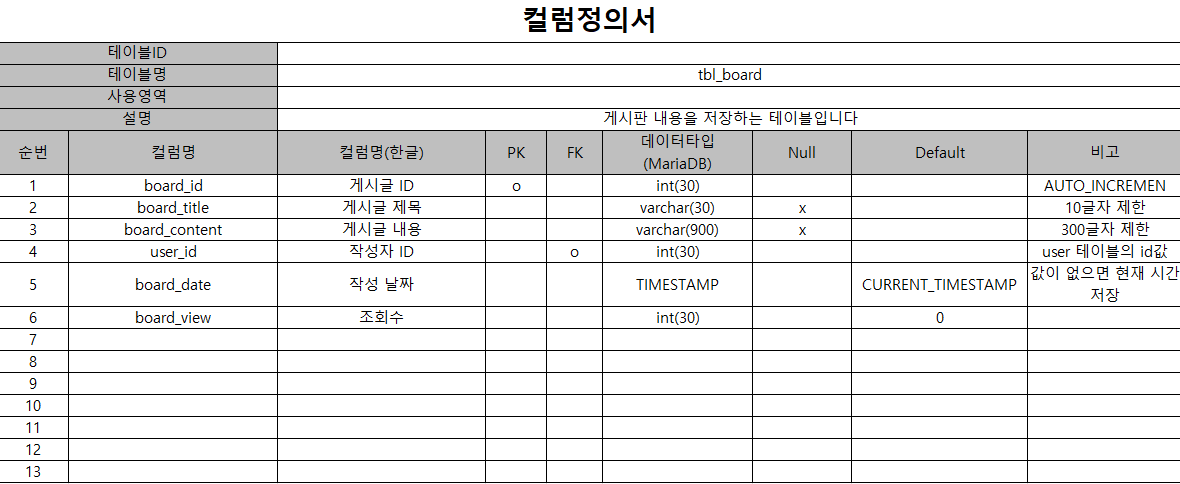 컬럼정의서
테이블ID
테이블명 tbl_board
사용영역
설명 게시판 내용을 저장하는 테이블입니다
순번 컬럼명 컬럼명(한글) PK FK 데이터타입 (MariaDB) Null Default 비고
1 board_id 게시글 ID o int(30) AUTO_INCREMEN
2 board_title 게시글 제목 varchar(30) x 10글자 제한
3 board_content 게시글 내용 varchar(900) x 300글자 제한
4 user_id 작성자 ID o int(30) user 테이블의 id값
5 board_date 작성 날짜 TIMESTAMP CURRENT_TIMESTAMP 값이 없으면 현재 시간 저장
6 board_view 조회수 int(30) 0
7
8
9
10
11
12
13